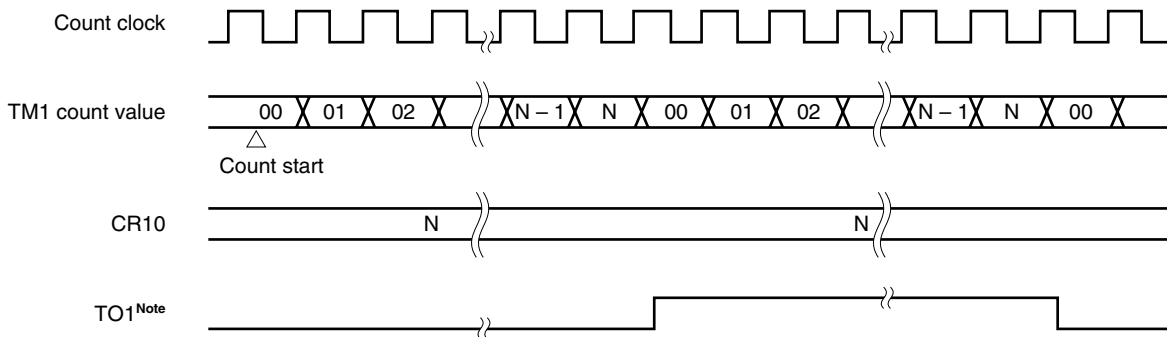 Count clock
TM1 count value
00 01 02 N – 1 N 00 01 02 N – 1 N 00
Count start
CR10
N N
TO1Note